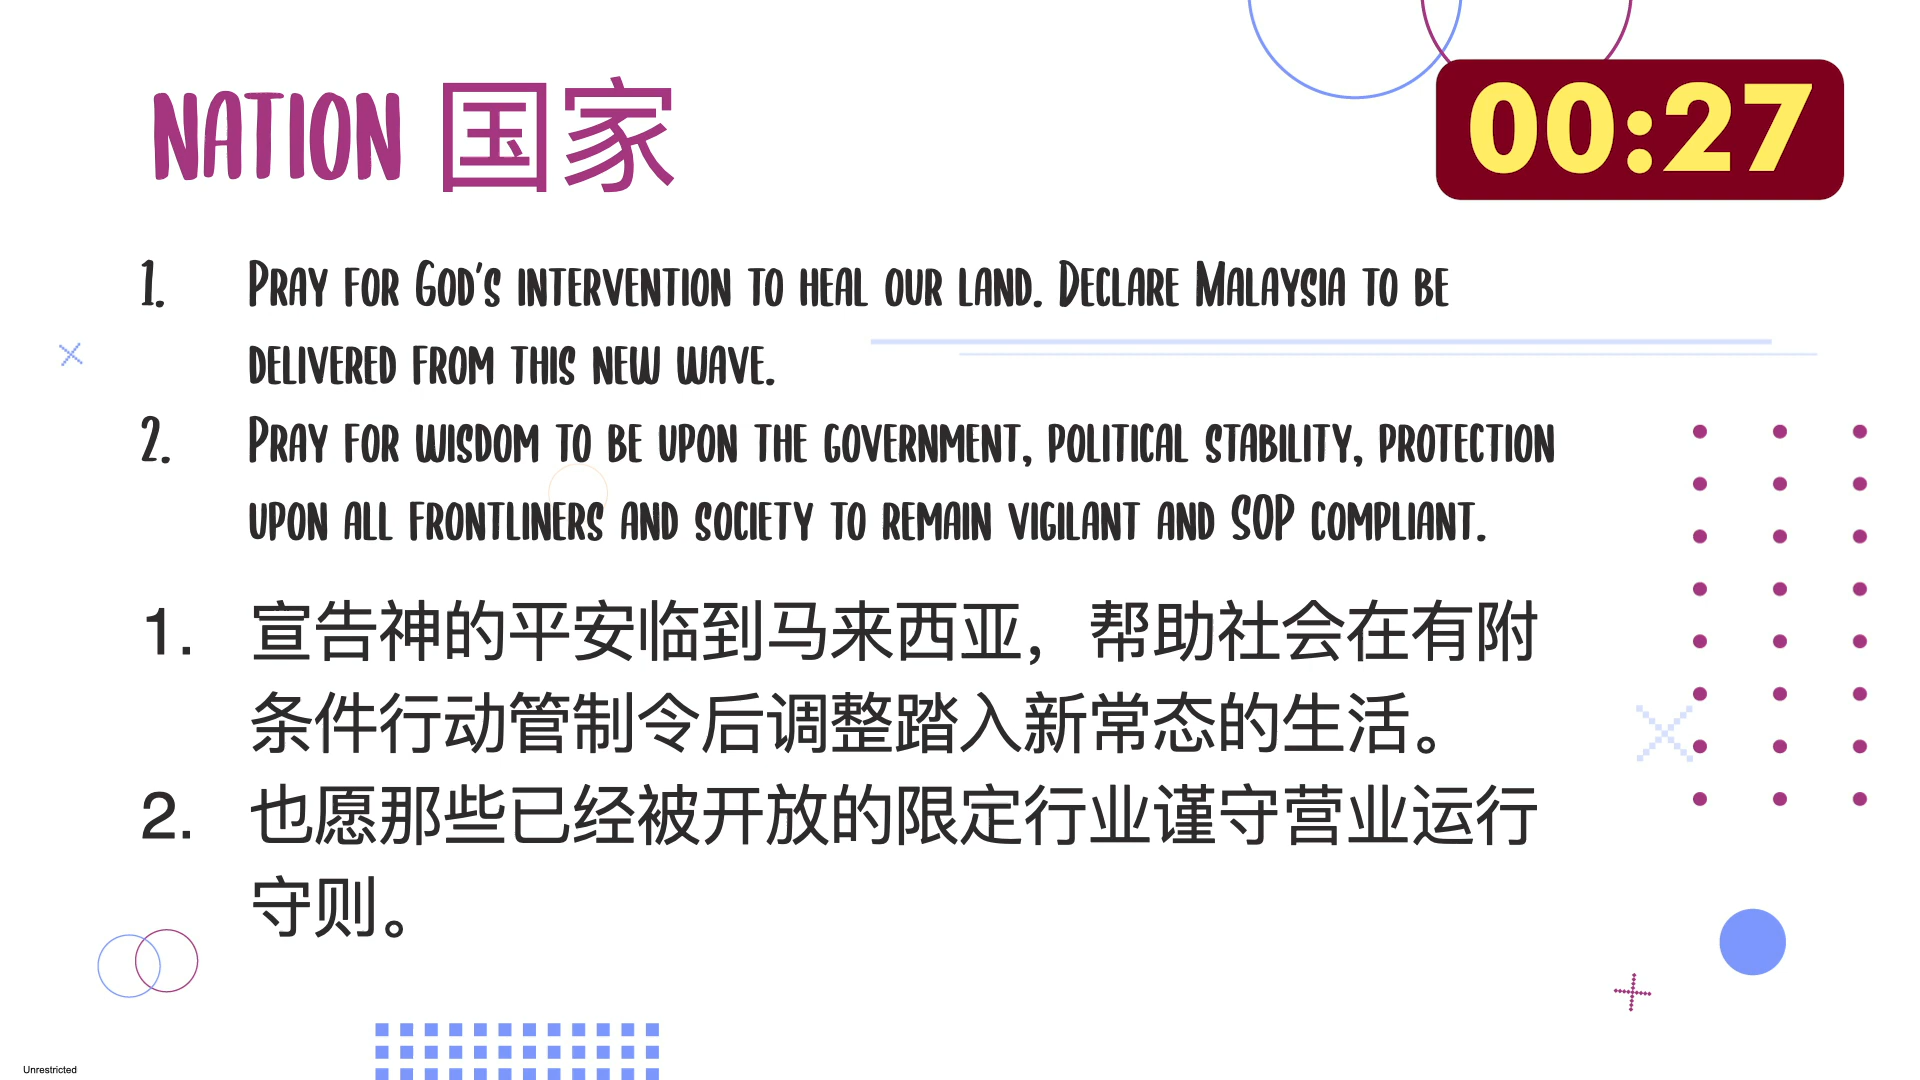 NATION 国家
00:27
1. Pray for God's intervention to heal our land. Declare Malaysia to be
delivered from this new wave.
2. Pray for wisdom to be upon the government, political stability, protection
upon all frontliners and society to remain vigilant and SOP compliant.
1. 宣告神的平安临到马来西亚，帮助社会在有附
条件行动管制令后调整踏入新常态的生活。
2. 也愿那些已经被开放的限定行业谨守营业运行
守则。
Unrestricted